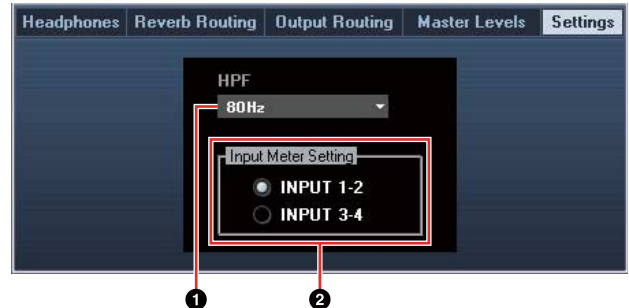 Headphones Reverb Routing Output Routing Master Levels Settings
HPF
80Hz
Input Meter Setting
INPUT 1-2
INPUT 3-4
1 2